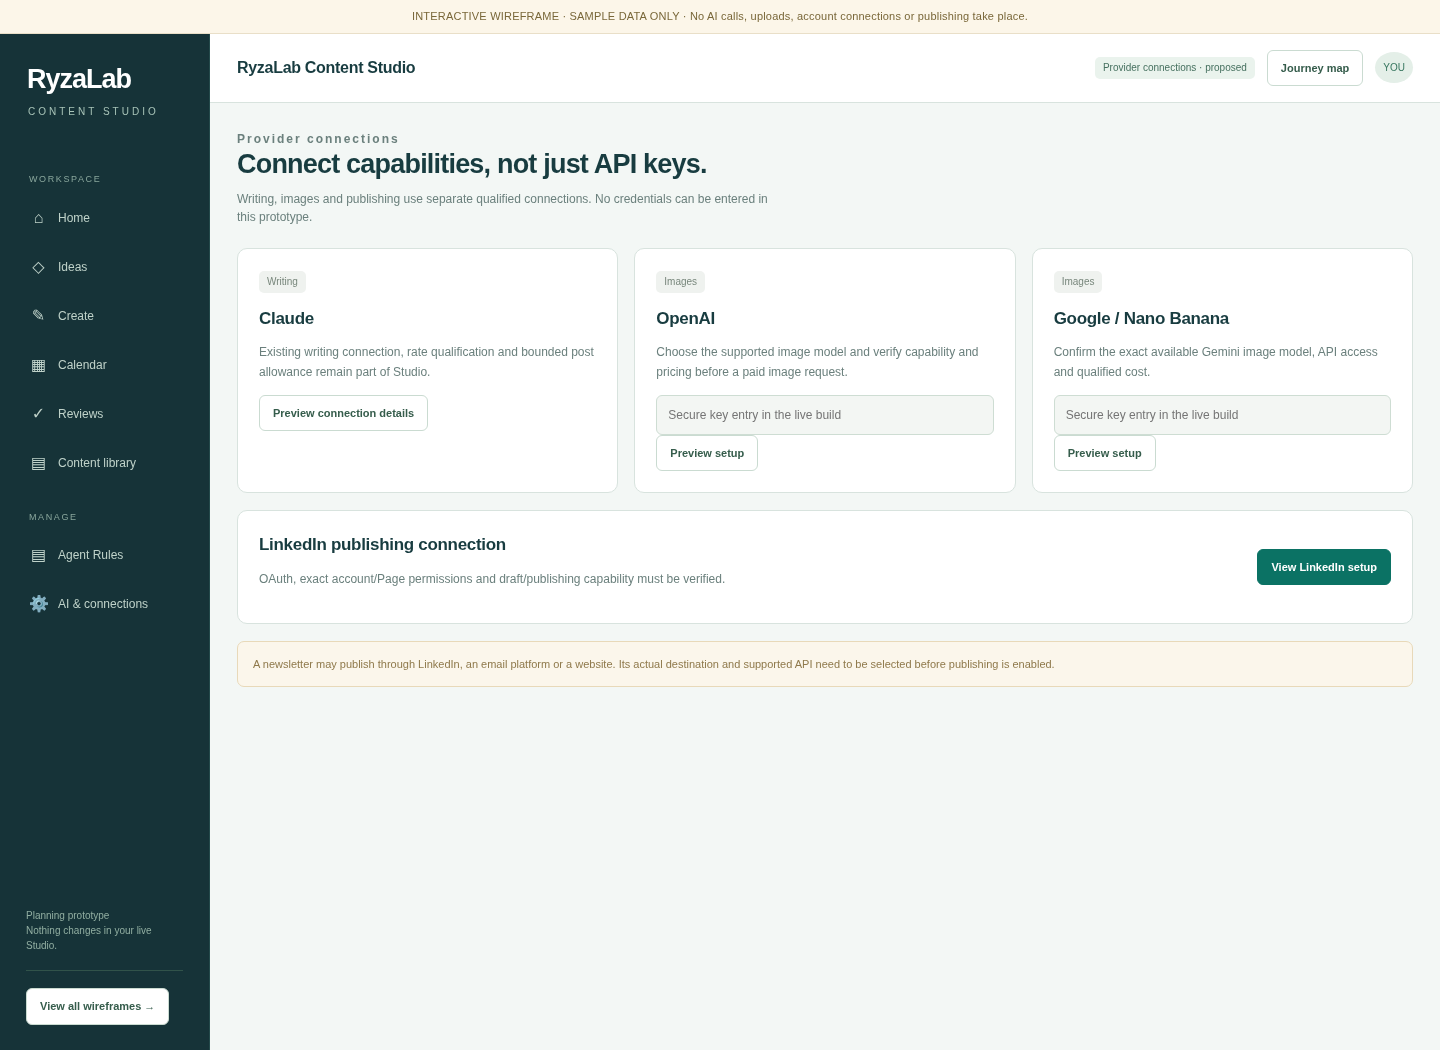 INTERACTIVE WIREFRAME · SAMPLE DATA ONLY · No AI calls, uploads, account connections or publishing take place.
RyzaLab
CONTENT STUDIO
WORKSPACE
Home
Ideas
Create
Calendar
Reviews
Content library
MANAGE
Agent Rules
AI & connections
Planning prototype
Nothing changes in your live
Studio.
View all wireframes →
RyzaLab Content Studio
Provider connections · proposed
Journey map
YOU
Provider connections
Connect capabilities, not just API keys.
Writing, images and publishing use separate qualified connections. No credentials can be entered in
this prototype.
Writing
Claude
Existing writing connection, rate qualification and bounded post
allowance remain part of Studio.
Preview connection details
Images
OpenAI
Choose the supported image model and verify capability and
pricing before a paid image request.
Secure key entry in the live build
Preview setup
Images
Google / Nano Banana
Confirm the exact available Gemini image model, API access
and qualified cost.
Secure key entry in the live build
Preview setup
LinkedIn publishing connection
OAuth, exact account/Page permissions and draft/publishing capability must be verified.
View LinkedIn setup
A newsletter may publish through LinkedIn, an email platform or a website. Its actual destination and supported API need to be selected before publishing is enabled.